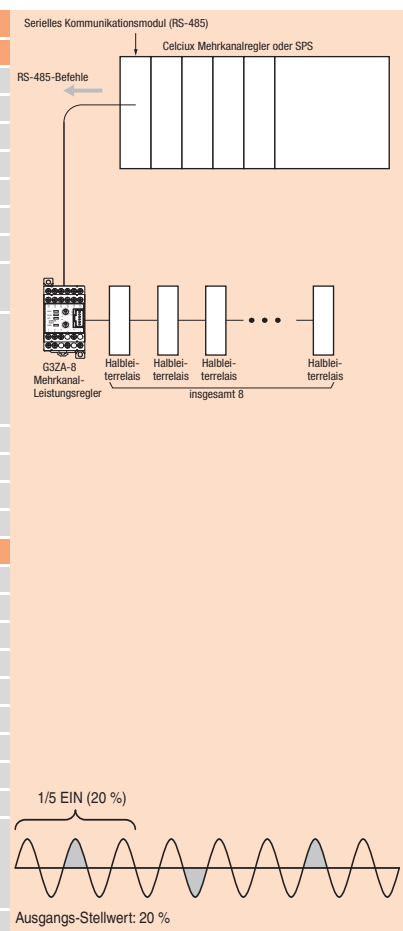 Serielles Kommunikationsmodul (RS-485)
Celciux Mehrkanalregler oder SPS
RS-485-Befehle
G3ZA-8
Mehrkanal-
Leistungsregler
Halblei-
terrelais
Halblei-
terrelais
Halblei-
terrelais
Halblei-
terrelais
insgesamt 8
1/5 EIN (20 %)
Ausgangs-Stellwert: 20 %